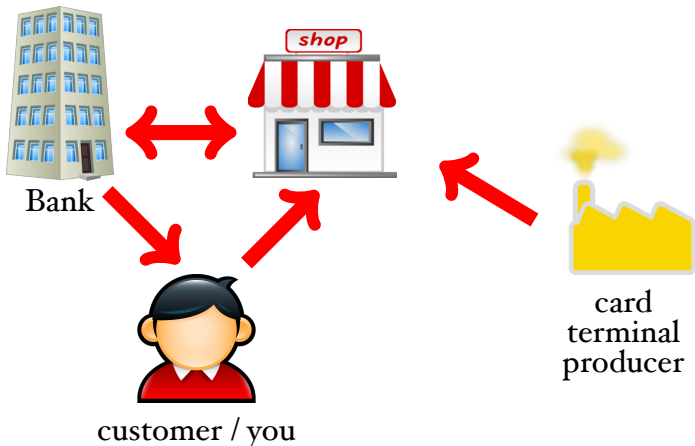 shop
Bank
card
terminal
producer
customer / you